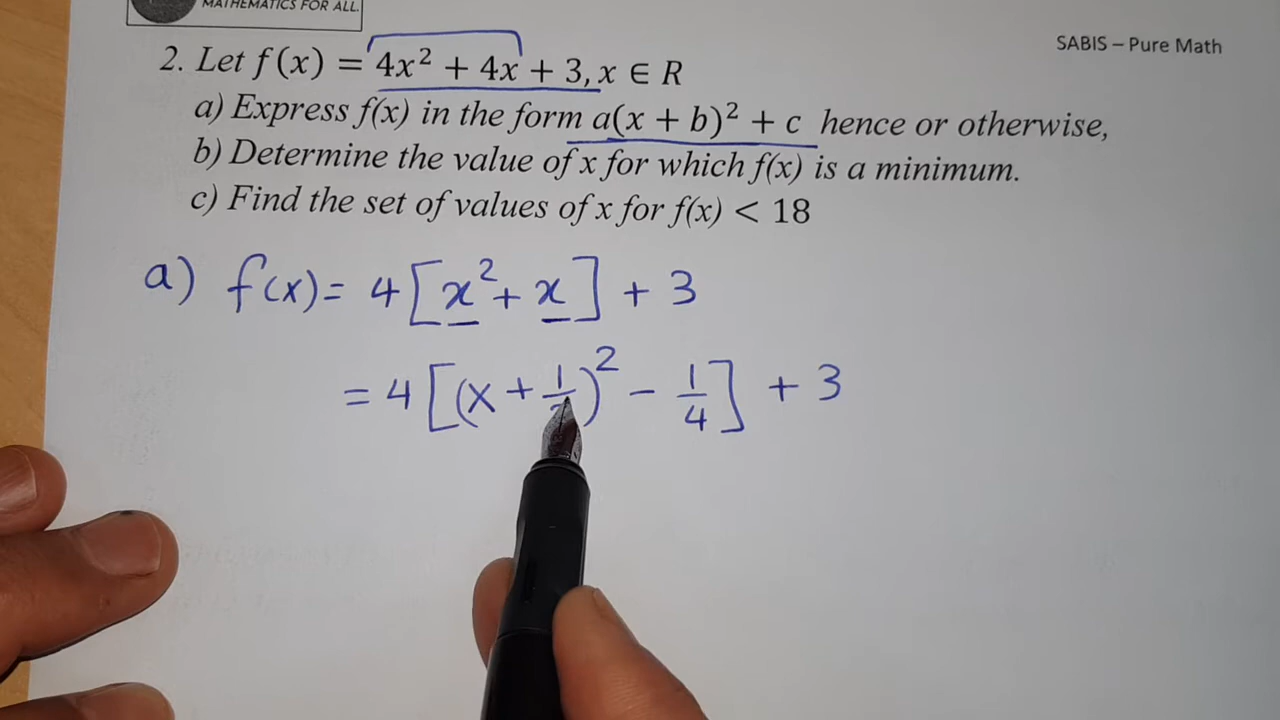 MATHEMATICS FOR ALL.
SABIS – Pure Math
2. Let f(x) = 4x² + 4x + 3, x ∈ R
a) Express f(x) in the form a(x + b)² + c hence or otherwise,
b) Determine the value of x for which f(x) is a minimum.
c) Find the set of values of x for f(x) < 18
a) f(x) = 4[x² + x] + 3
= 4[(x + 1/2)² - 1/4] + 3